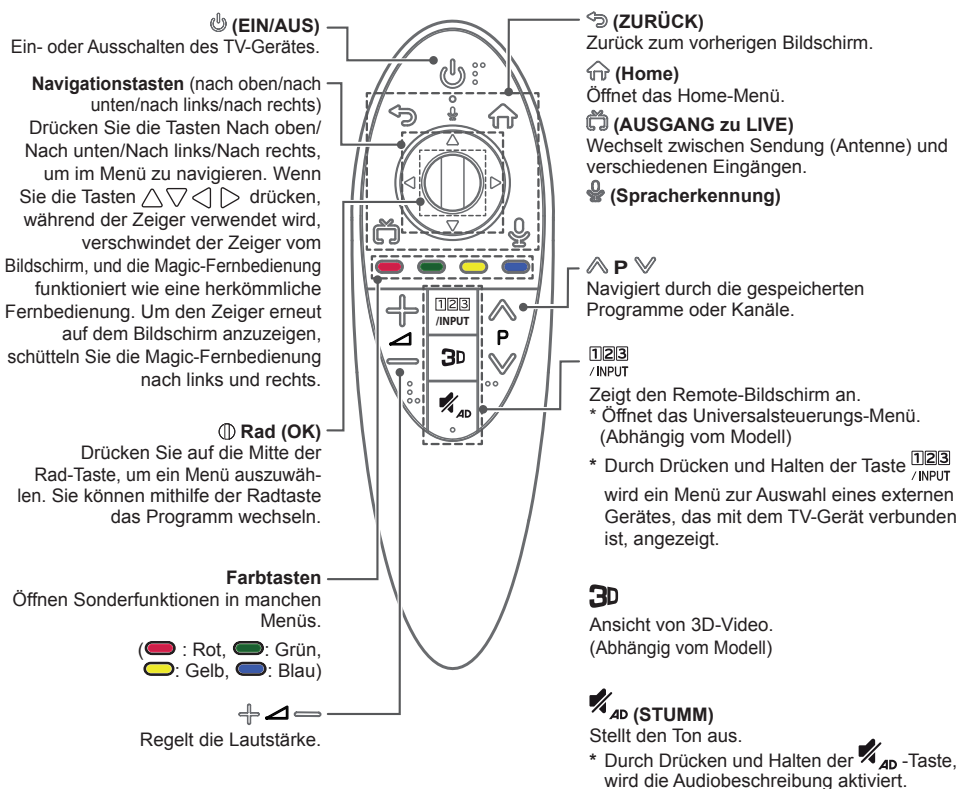 (EIN/AUS)
Ein- oder Ausschalten des TV-Gerätes.
Navigationstasten (nach oben/nach
unten/nach links/nach rechts)
Drücken Sie die Tasten Nach oben/
Nach unten/Nach links/Nach rechts,
um im Menü zu navigieren. Wenn
Sie die Tasten △▽◁▷ drücken,
während der Zeiger verwendet wird,
verschwindet der Zeiger vom
Bildschirm, und die Magic-Fernbedienung
funktioniert wie eine herkömmliche
Fernbedienung. Um den Zeiger erneut
auf dem Bildschirm anzuzeigen,
schütteln Sie die Magic-Fernbedienung
nach links und rechts.
Rad (OK)
Drücken Sie auf die Mitte der
Rad-Taste, um ein Menü auszuwäh-
len. Sie können mithilfe der Radtaste
das Programm wechseln.
Farbtasten
Öffnen Sonderfunktionen in manchen
Menüs.
( : Rot, : Grün,
: Gelb, : Blau)
Regelt die Lautstärke.
123
/INPUT
P
3D
AD
(ZURÜCK)
Zurück zum vorherigen Bildschirm.
(Home)
Öffnet das Home-Menü.
(AUSGANG zu LIVE)
Wechselt zwischen Sendung (Antenne) und
verschiedenen Eingängen.
(Spracherkennung)
P
Navigiert durch die gespeicherten
Programme oder Kanäle.
123
/ INPUT
Zeigt den Remote-Bildschirm an.
* Öffnet das Universalsteuerungs-Menü.
(Abhängig vom Modell)
* Durch Drücken und Halten der Taste 123
/ INPUT
wird ein Menü zur Auswahl eines externen
Gerätes, das mit dem TV-Gerät verbunden
ist, angezeigt.
3D
Ansicht von 3D-Video.
(Abhängig vom Modell)
AD (STUMM)
Stellt den Ton aus.
* Durch Drücken und Halten der AD -Taste,
wird die Audiobeschreibung aktiviert.